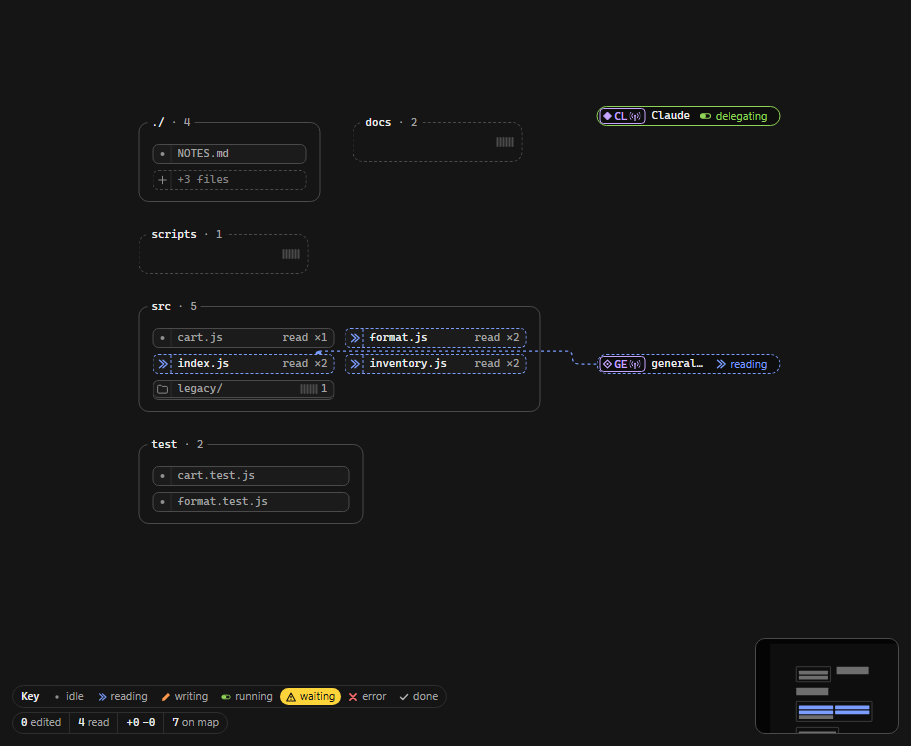 ./ · 4
docs · 2
CL Claude delegating
NOTES.md
+3 files
scripts · 1
src · 5
cart.js read ×1
format.js read ×2
index.js read ×2
inventory.js read ×2
GE general… reading
legacy/ 1
test · 2
cart.test.js
format.test.js
Key idle reading writing running waiting error done
0 edited 4 read +0 −0 7 on map